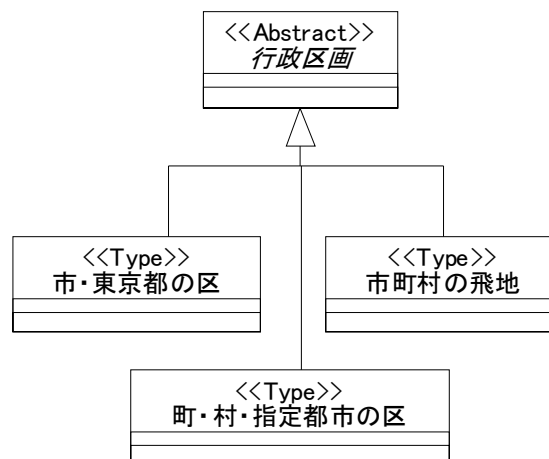 <<Abstract>>
行政区画
<<Type>>
市・東京都の区
<<Type>>
市町村の飛地
<<Type>>
町・村・指定都市の区